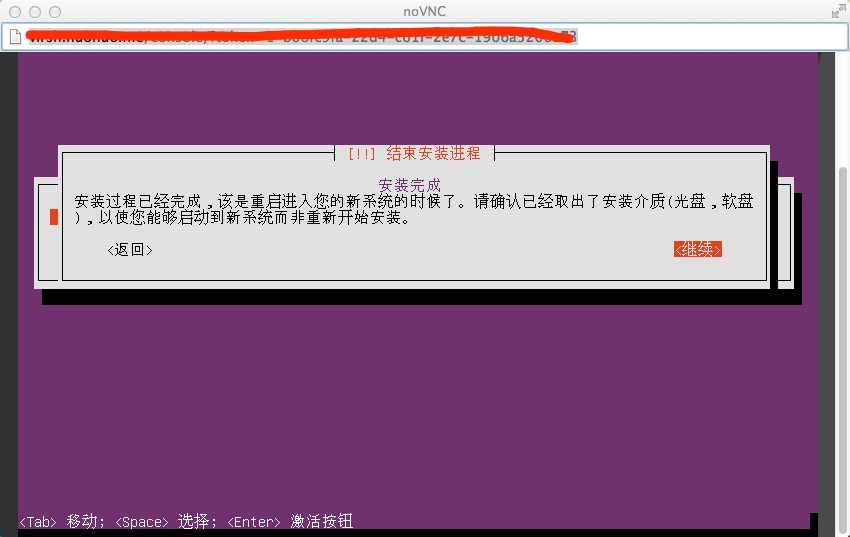 noVNC
[!!] 结束安装进程
安装完成
安装过程已经完成，该是重启进入您的新系统的时候了。请确认已经取出了安装介质(光盘，软盘
)，以使您能够启动到新系统而非重新开始安装。
<返回> <继续>
<Tab> 移动; <Space> 选择; <Enter> 激活按钮